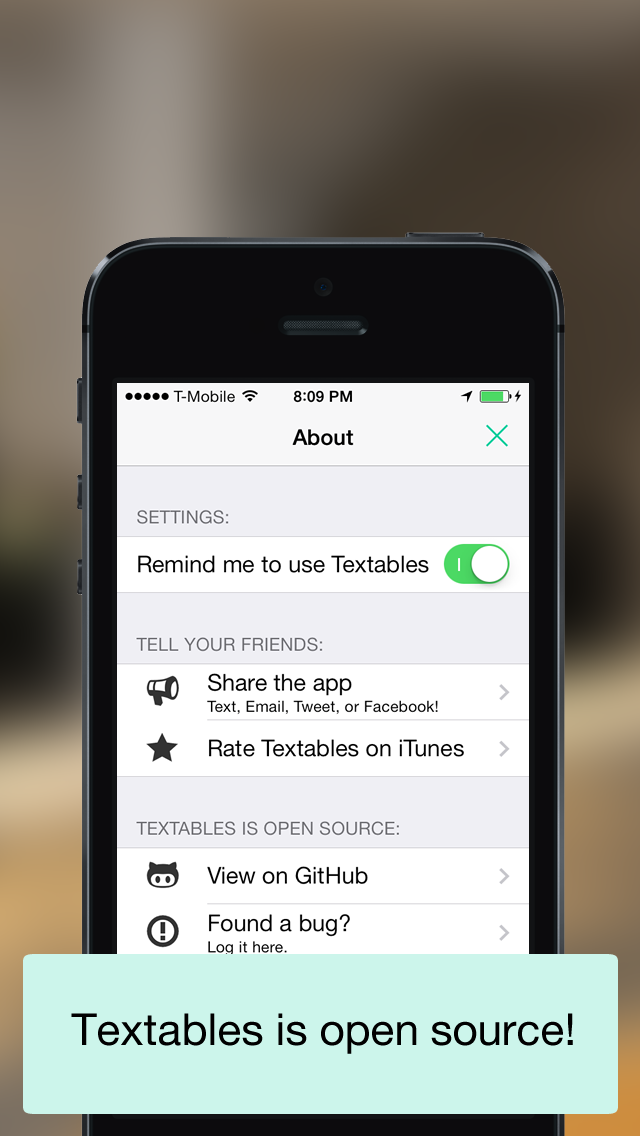 T-Mobile 8:09 PM
About
SETTINGS:
Remind me to use Textables
TELL YOUR FRIENDS:
Share the app
Text, Email, Tweet, or Facebook!
Rate Textables on iTunes
TEXTABLES IS OPEN SOURCE:
View on GitHub
Found a bug?
Log it here.
Textables is open source!